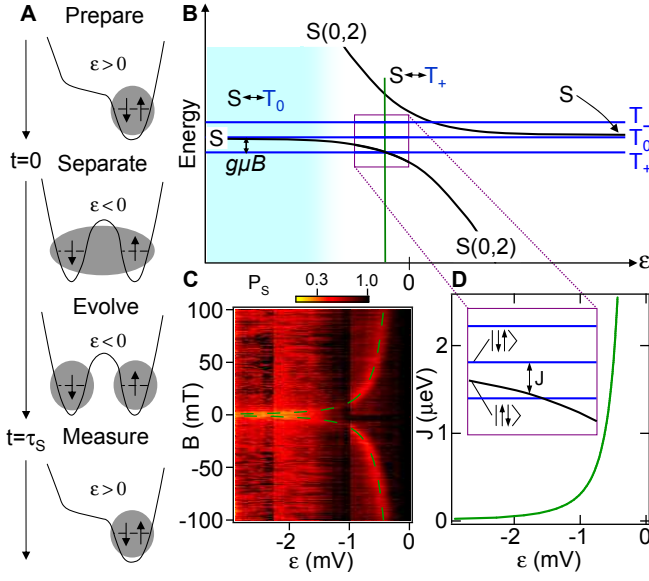 A
Prepare
ε>0
t=0
Separate
ε<0
Evolve
ε<0
t=τS
Measure
ε>0
B
Energy
S(0,2)
S↔T+
S↔T0
S
S
gμB
T−
T0
T+
S(0,2)
0
ε
C
PS
0.3
1.0
100
50
0
-50
-100
B (mT)
−2
−1
0
ε (mV)
D
J (μeV)
2
1
0
|↓↑⟩
J
|↑↓⟩
−2
−1
0
ε (mV)